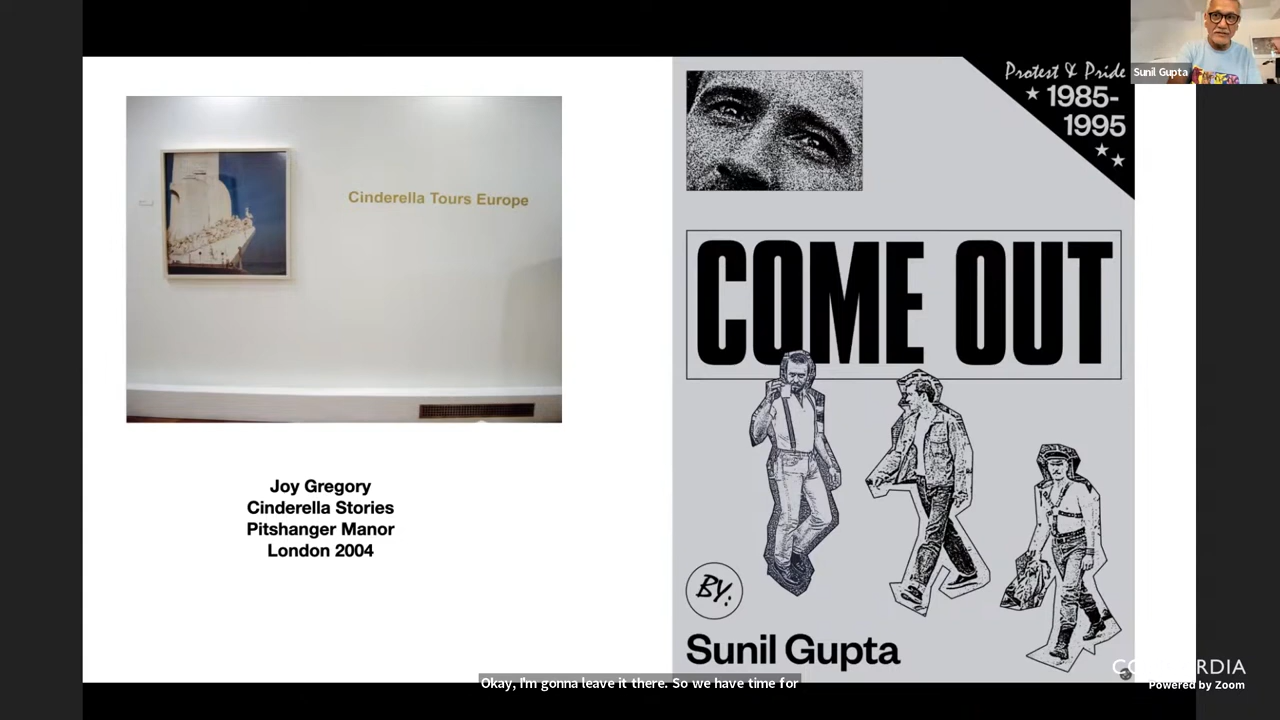 Sunil Gupta
Cinderella Tours Europe
Joy Gregory
Cinderella Stories
Pitshanger Manor
London 2004
Protest & Pride
1985-
1995
COME OUT
BY:
Sunil Gupta
Okay, I'm gonna leave it there. So we have time for
Powered by Zoom